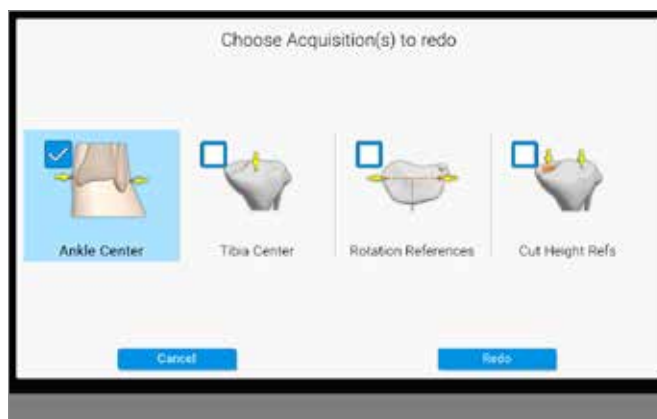 Choose Acquisition(s) to redo
Ankle Center
Tibia Center
Rotation References
Cut Height Refs
Cancel
Redo